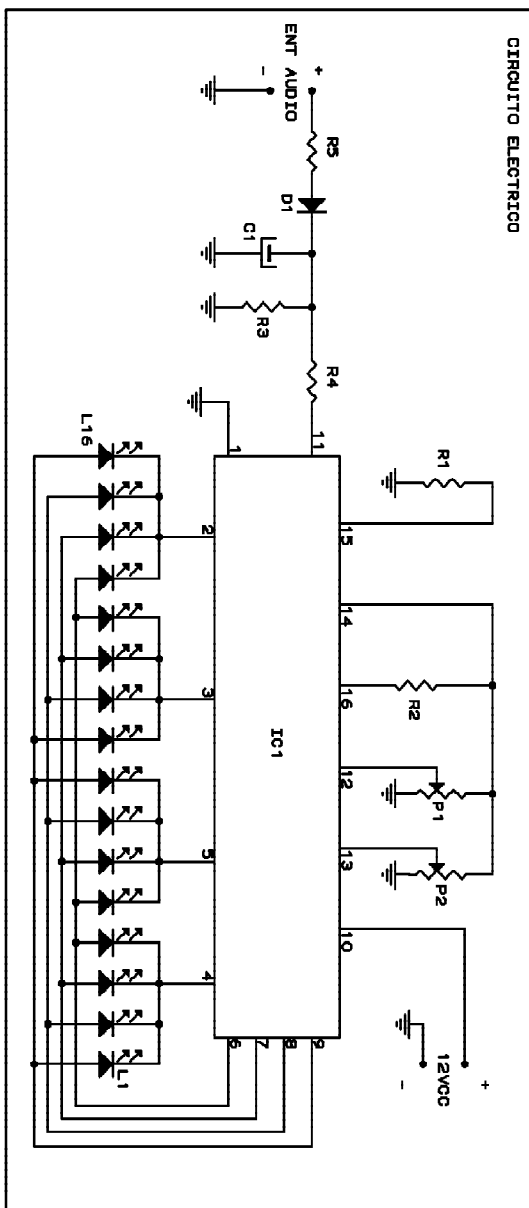 CIRCUITO ELECTRICO
R1
R2
P1
P2
+
12VCC
-
15
14
16
12
13
10
ENT AUDIO
+
-
R5
D1
C1
R3
R4
11
IC1
1
2
3
5
4
6
7
8
9
L16
L1